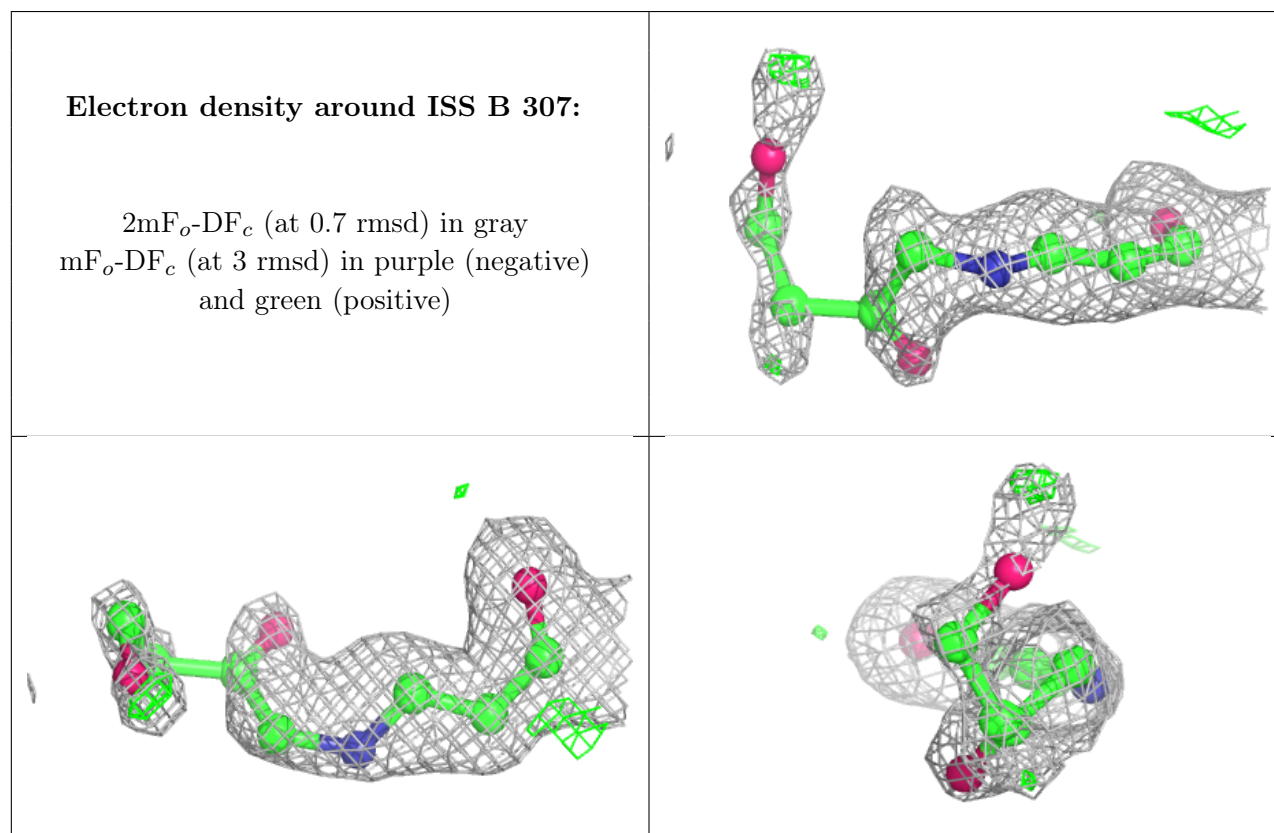 Electron density around ISS B 307:
2mFo-DFc (at 0.7 rmsd) in gray
mFo-DFc (at 3 rmsd) in purple (negative)
and green (positive)